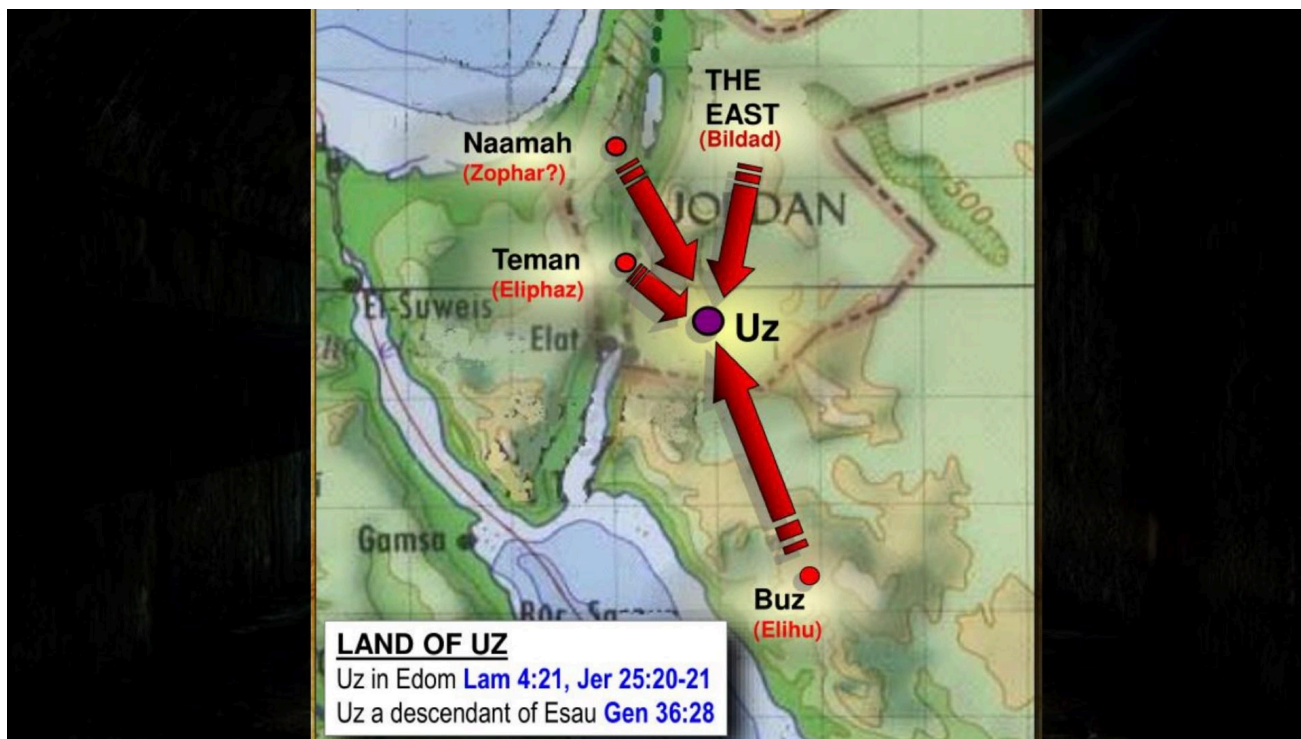 THE
EAST
(Bildad)
Naamah
(Zophar?)
JORDAN
500
Teman
(Eliphaz)
El-Suweis
Uz
Elat
Gamsa
Buz
(Elihu)
LAND OF UZ
Uz in Edom Lam 4:21, Jer 25:20-21
Uz a descendant of Esau Gen 36:28